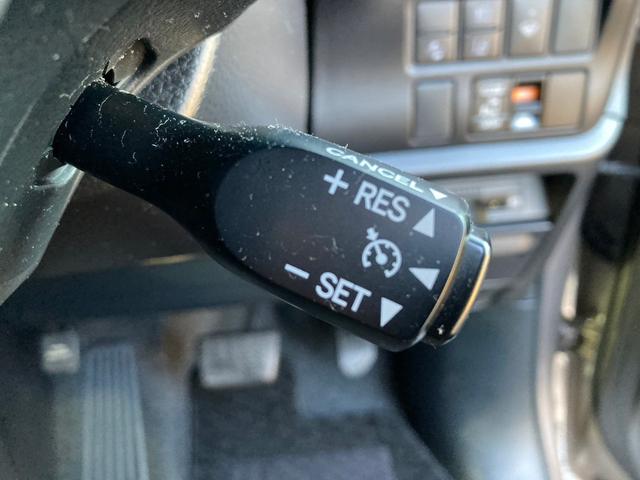 CANCEL▼
+ RES ▲
◀
− SET ▼